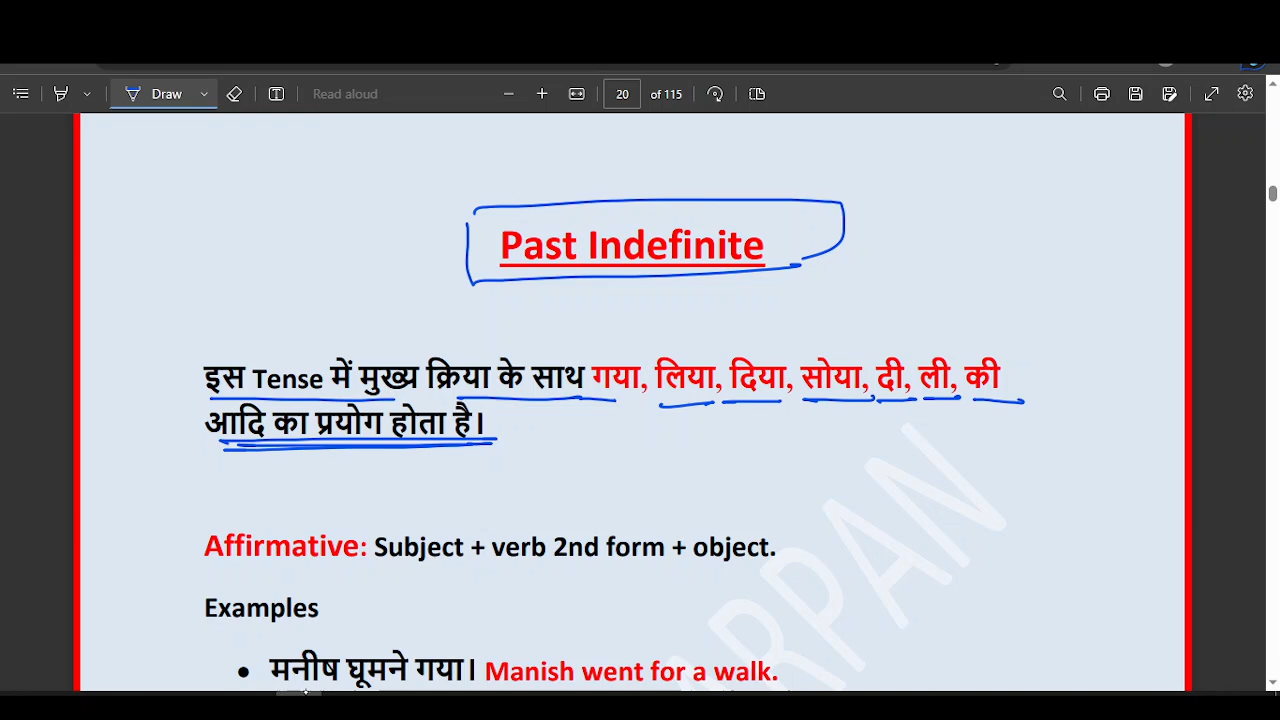 Draw
Read aloud
20 of 115
Past Indefinite
इस Tense में मुख्य क्रिया के साथ गया, लिया, दिया, सोया, दी, ली, की
आदि का प्रयोग होता है।
Affirmative: Subject + verb 2nd form + object.
Examples
• मनीष घूमने गया। Manish went for a walk.